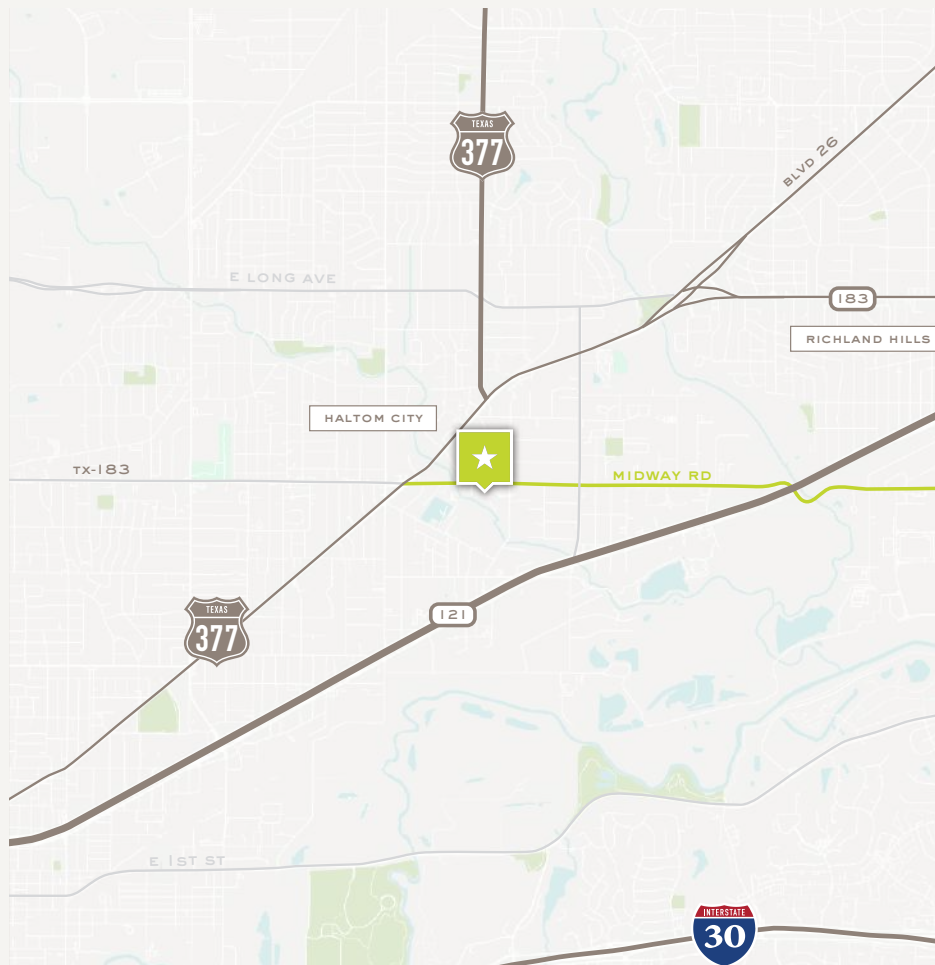 TEXAS
377
BLVD 26
E LONG AVE
183
RICHLAND HILLS
HALTOM CITY
TX-183
MIDWAY RD
TEXAS
377
121
E 1ST ST
INTERSTATE
30